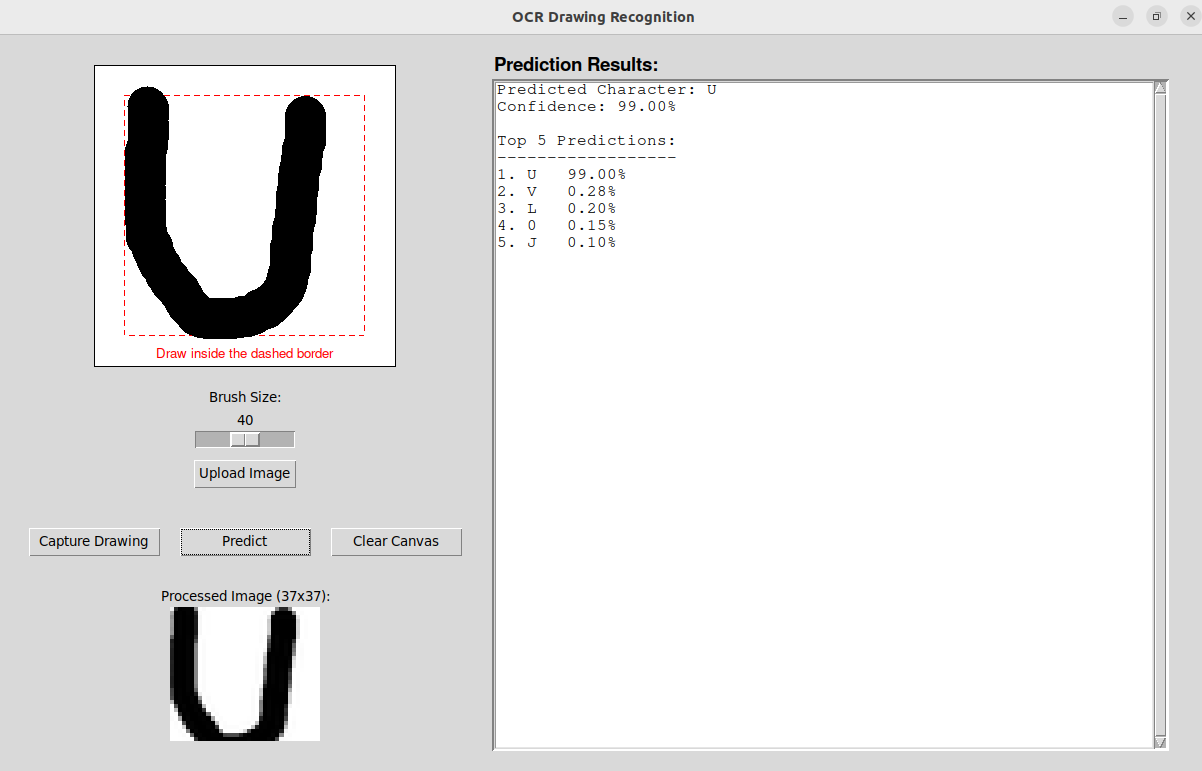 OCR Drawing Recognition
U
Draw inside the dashed border
Brush Size:
40
Upload Image
Capture Drawing Predict Clear Canvas
Processed Image (37x37):
U
Prediction Results:
Predicted Character: U
Confidence: 99.00%
Top 5 Predictions:
------------------
1. U 99.00%
2. V 0.28%
3. L 0.20%
4. 0 0.15%
5. J 0.10%